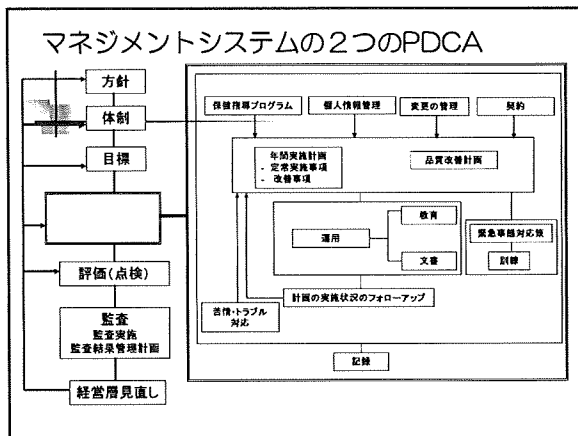 マネジメントシステムの２つのPDCA
方針
体制
目標
評価(点検)
監査
監査実施
監査結果管理計画
経営層見直し
保健指導プログラム
個人情報管理
変更の管理
契約
年間実施計画
- 定常実施事項
- 改善事項
品質改善計画
運用
教育
文書
緊急事態対応策
訓練
計画の実施状況のフォローアップ
苦情・トラブル
対応
記録